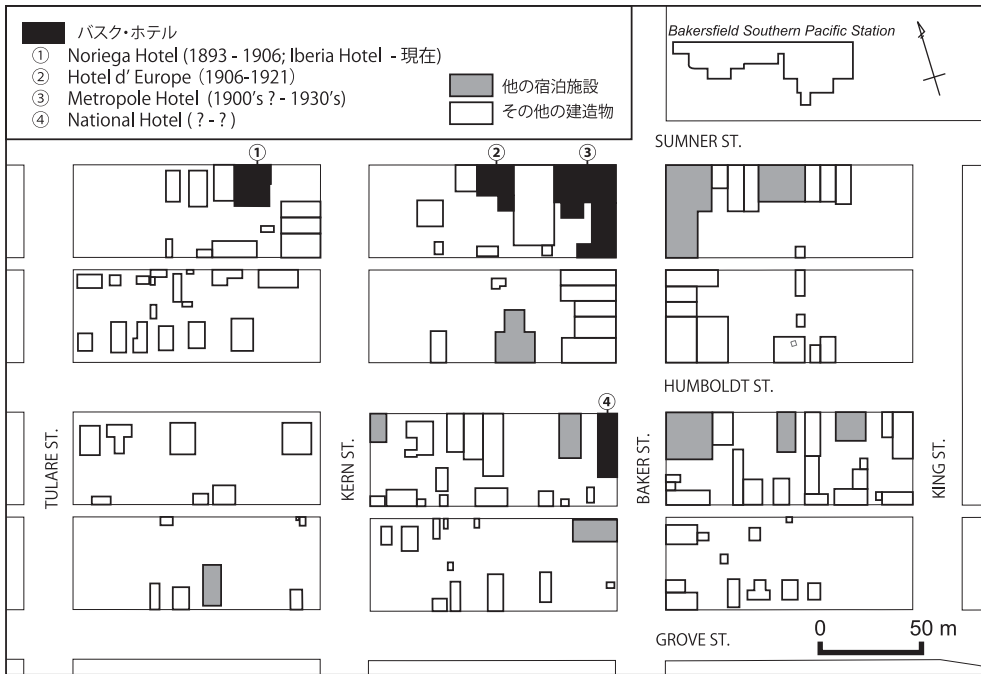 バスク・ホテル
① Noriega Hotel (1893 - 1906; Iberia Hotel - 現在)
② Hotel d' Europe (1906-1921)
③ Metropole Hotel (1900's ? - 1930's)
④ National Hotel ( ? - ? )
他の宿泊施設
その他の建造物
Bakersfield Southern Pacific Station
SUMNER ST.
①
②
③
HUMBOLDT ST.
④
TULARE ST.
KERN ST.
BAKER ST.
KING ST.
GROVE ST.
0 50 m